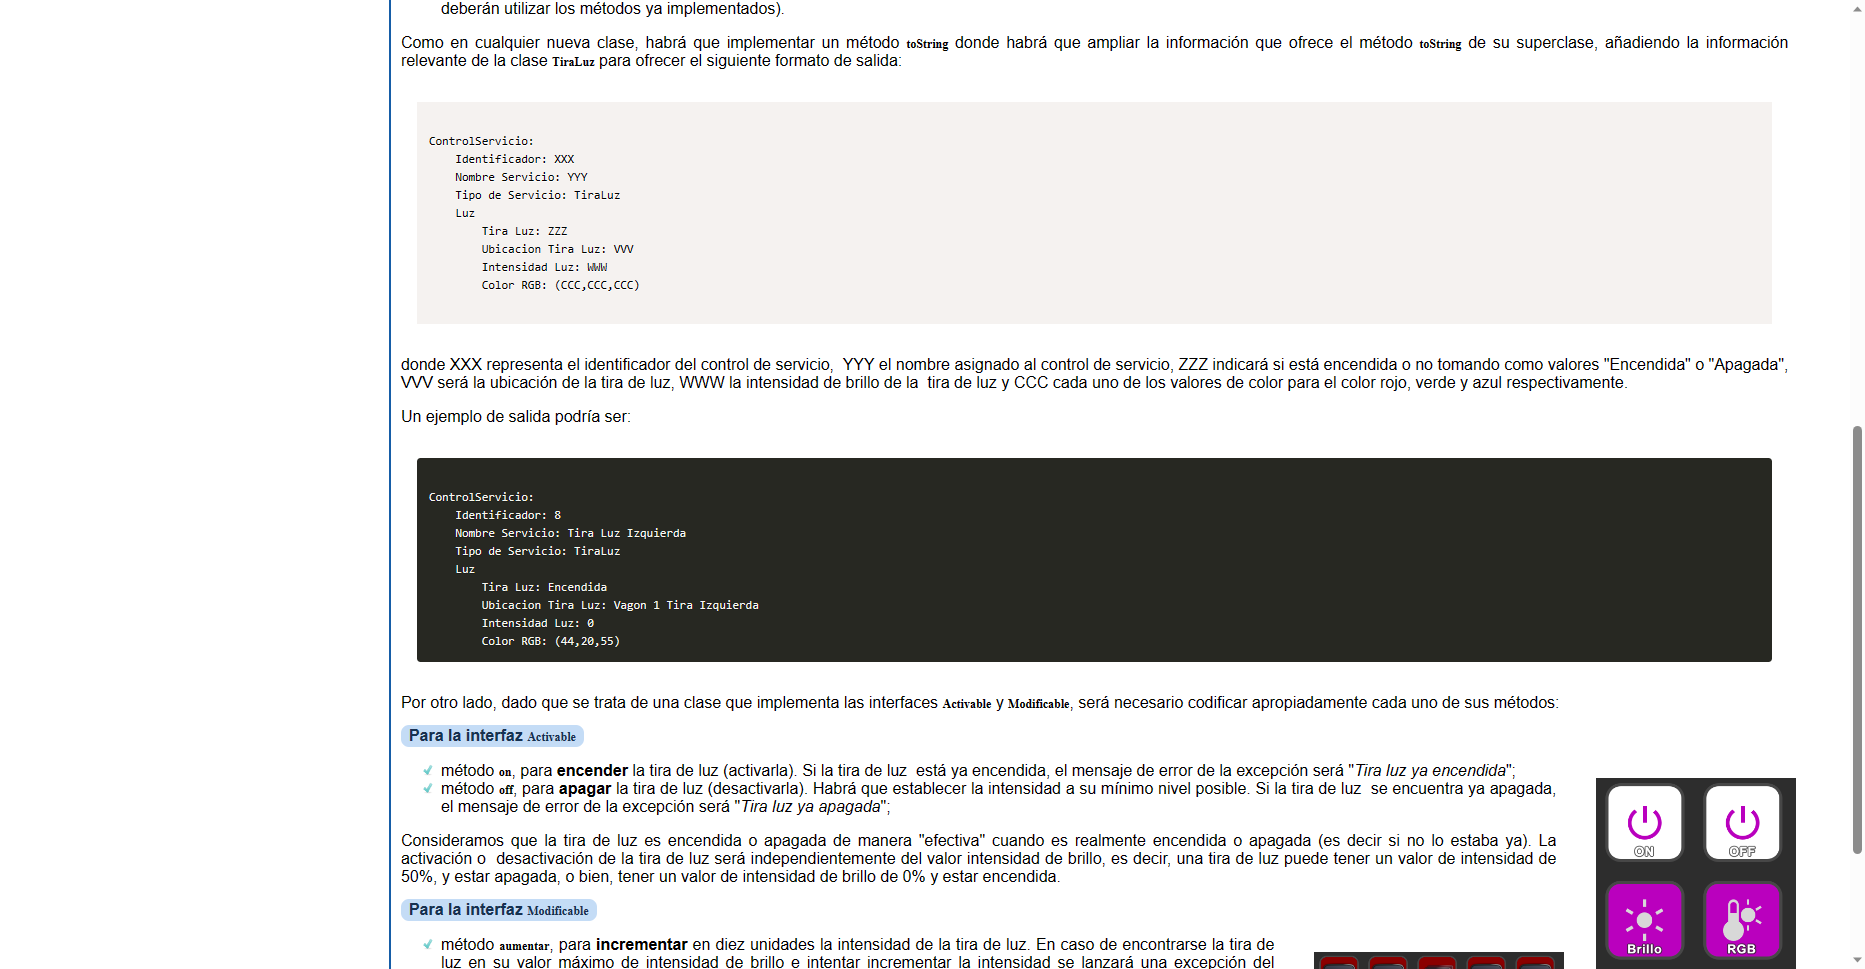 deberán utilizar los métodos ya implementados).
Como en cualquier nueva clase, habrá que implementar un método toString donde habrá que ampliar la información que ofrece el método toString de su superclase, añadiendo la información
relevante de la clase TiraLuz para ofrecer el siguiente formato de salida:
ControlServicio:
    Identificador: XXX
    Nombre Servicio: YYY
    Tipo de Servicio: TiraLuz
    Luz
        Tira Luz: ZZZ
        Ubicacion Tira Luz: VVV
        Intensidad Luz: WWW
        Color RGB: (CCC,CCC,CCC)
donde XXX representa el identificador del control de servicio,  YYY el nombre asignado al control de servicio, ZZZ indicará si está encendida o no tomando como valores "Encendida" o "Apagada",
VVV será la ubicación de la tira de luz, WWW la intensidad de brillo de la  tira de luz y CCC cada uno de los valores de color para el color rojo, verde y azul respectivamente.
Un ejemplo de salida podría ser:
ControlServicio:
    Identificador: 8
    Nombre Servicio: Tira Luz Izquierda
    Tipo de Servicio: TiraLuz
    Luz
        Tira Luz: Encendida
        Ubicacion Tira Luz: Vagon 1 Tira Izquierda
        Intensidad Luz: 0
        Color RGB: (44,20,55)
Por otro lado, dado que se trata de una clase que implementa las interfaces Activable y Modificable, será necesario codificar apropiadamente cada uno de sus métodos:
Para la interfaz Activable
método on, para encender la tira de luz (activarla). Si la tira de luz  está ya encendida, el mensaje de error de la excepción será "Tira luz ya encendida";
método off, para apagar la tira de luz (desactivarla). Habrá que establecer la intensidad a su mínimo nivel posible. Si la tira de luz  se encuentra ya apagada,
el mensaje de error de la excepción será "Tira luz ya apagada";
Consideramos que la tira de luz es encendida o apagada de manera "efectiva" cuando es realmente encendida o apagada (es decir si no lo estaba ya). La
activación o  desactivación de la tira de luz será independientemente del valor intensidad de brillo, es decir, una tira de luz puede tener un valor de intensidad de
50%, y estar apagada, o bien, tener un valor de intensidad de brillo de 0% y estar encendida.
ON
OFF
Brillo
RGB
Para la interfaz Modificable
método aumentar, para incrementar en diez unidades la intensidad de la tira de luz. En caso de encontrarse la tira de
luz en su valor máximo de intensidad de brillo e intentar incrementar la intensidad se lanzará una excepción del